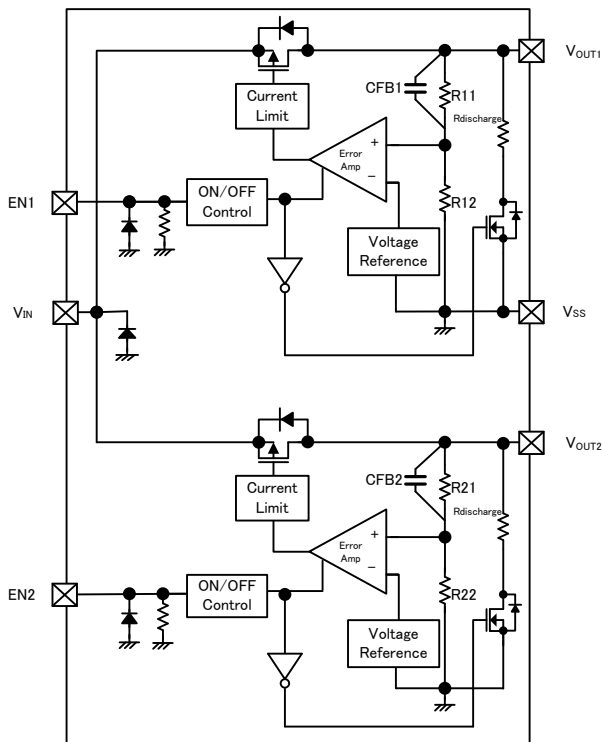 VOUT1
CFB1
R11
Rdischarge
Current
Limit
Error
Amp
+
−
EN1
ON/OFF
Control
R12
Voltage
Reference
VIN
VSS
VOUT2
CFB2
R21
Rdischarge
Current
Limit
Error
Amp
+
−
EN2
ON/OFF
Control
R22
Voltage
Reference